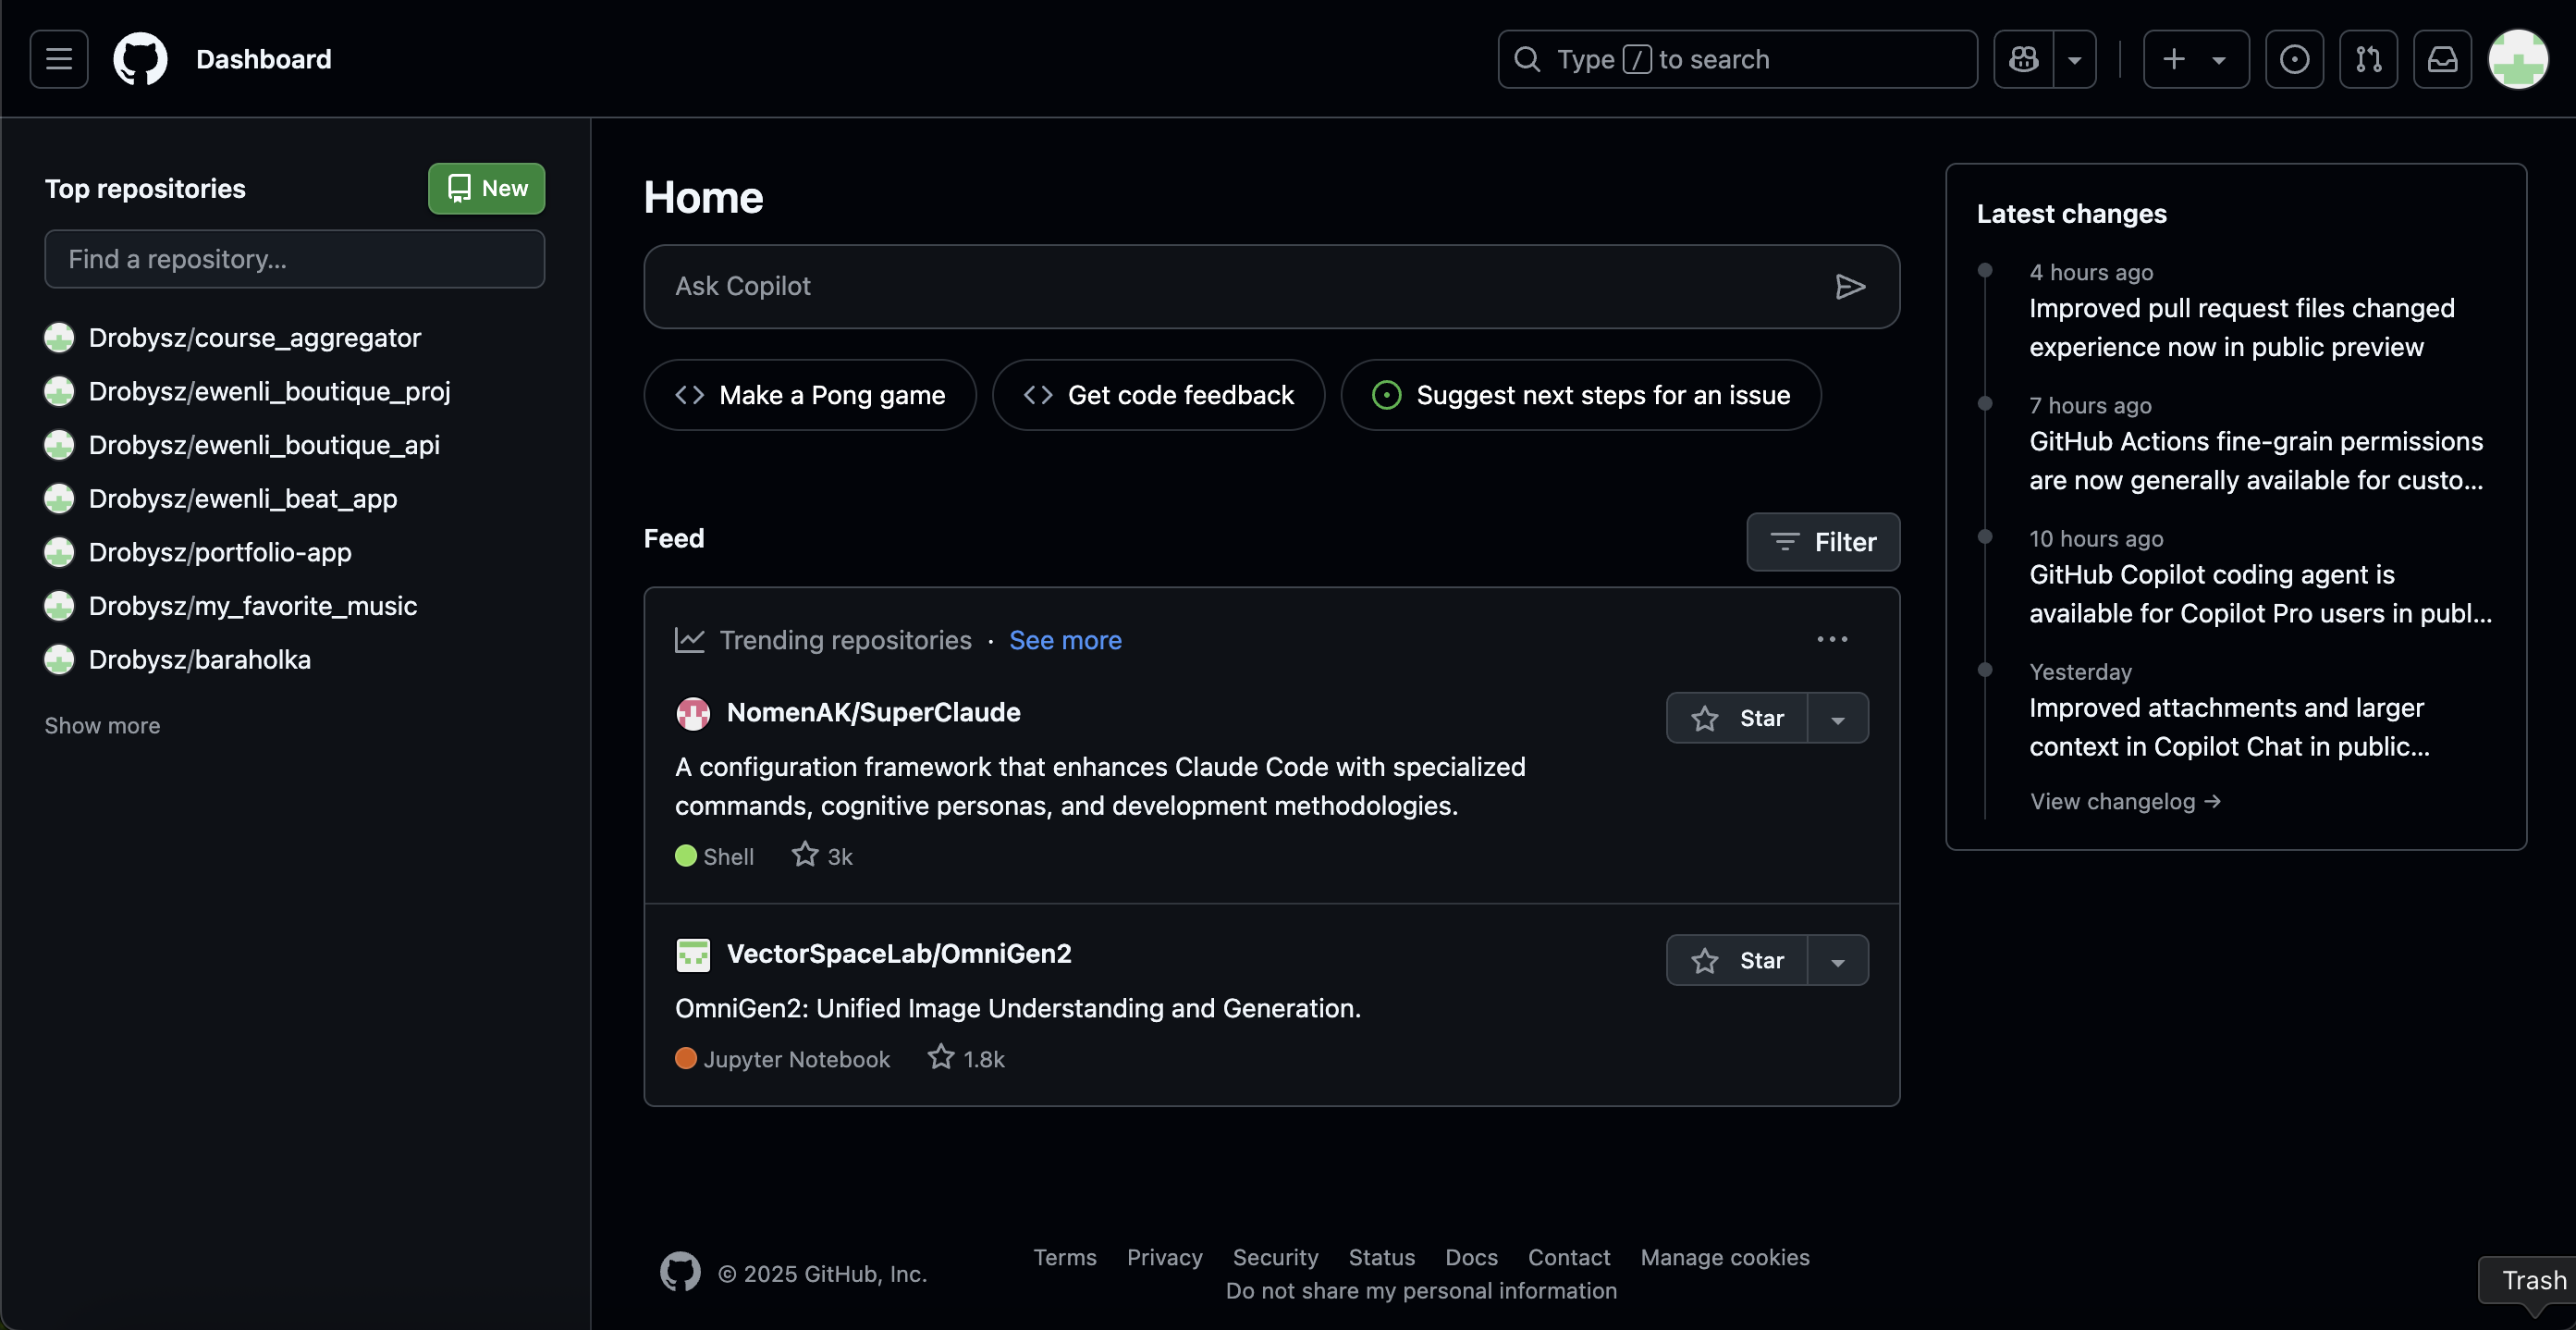 Dashboard
Type / to search
Top repositories
New
Find a repository...
Drobysz/course_aggregator
Drobysz/ewenli_boutique_proj
Drobysz/ewenli_boutique_api
Drobysz/ewenli_beat_app
Drobysz/portfolio-app
Drobysz/my_favorite_music
Drobysz/baraholka
Show more
Home
Ask Copilot
Make a Pong game
Get code feedback
Suggest next steps for an issue
Feed
Filter
Trending repositories · See more
NomenAK/SuperClaude
Star
A configuration framework that enhances Claude Code with specialized
commands, cognitive personas, and development methodologies.
Shell 3k
VectorSpaceLab/OmniGen2
Star
OmniGen2: Unified Image Understanding and Generation.
Jupyter Notebook 1.8k
Latest changes
4 hours ago
Improved pull request files changed
experience now in public preview
7 hours ago
GitHub Actions fine-grain permissions
are now generally available for custo...
10 hours ago
GitHub Copilot coding agent is
available for Copilot Pro users in publ...
Yesterday
Improved attachments and larger
context in Copilot Chat in public...
View changelog →
© 2025 GitHub, Inc.
Terms Privacy Security Status Docs Contact Manage cookies
Do not share my personal information
Trash